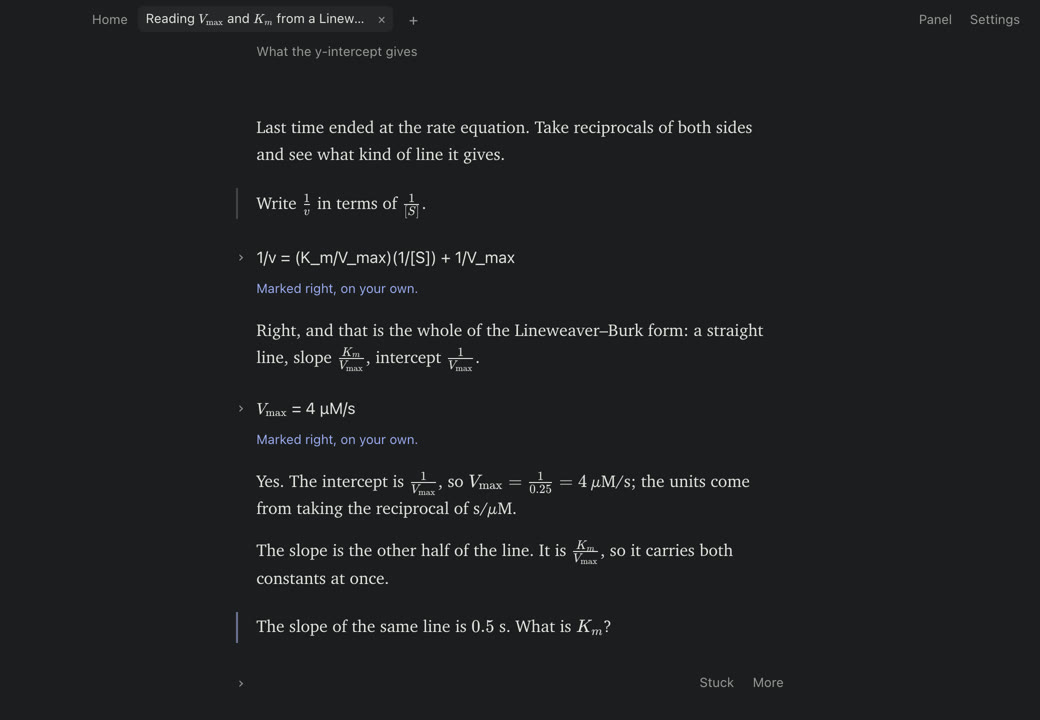 Home
Reading V_max and K_m from a Linew...
×
+
Panel
Settings
What the y-intercept gives
Last time ended at the rate equation. Take reciprocals of both sides
and see what kind of line it gives.
Write 1/v in terms of 1/[S].
› 1/v = (K_m/V_max)(1/[S]) + 1/V_max
Marked right, on your own.
Right, and that is the whole of the Lineweaver–Burk form: a straight
line, slope K_m/V_max, intercept 1/V_max.
› V_max = 4 µM/s
Marked right, on your own.
Yes. The intercept is 1/V_max, so V_max = 1/0.25 = 4 µM/s; the units come
from taking the reciprocal of s/µM.
The slope is the other half of the line. It is K_m/V_max, so it carries both
constants at once.
The slope of the same line is 0.5 s. What is K_m?
›
Stuck
More